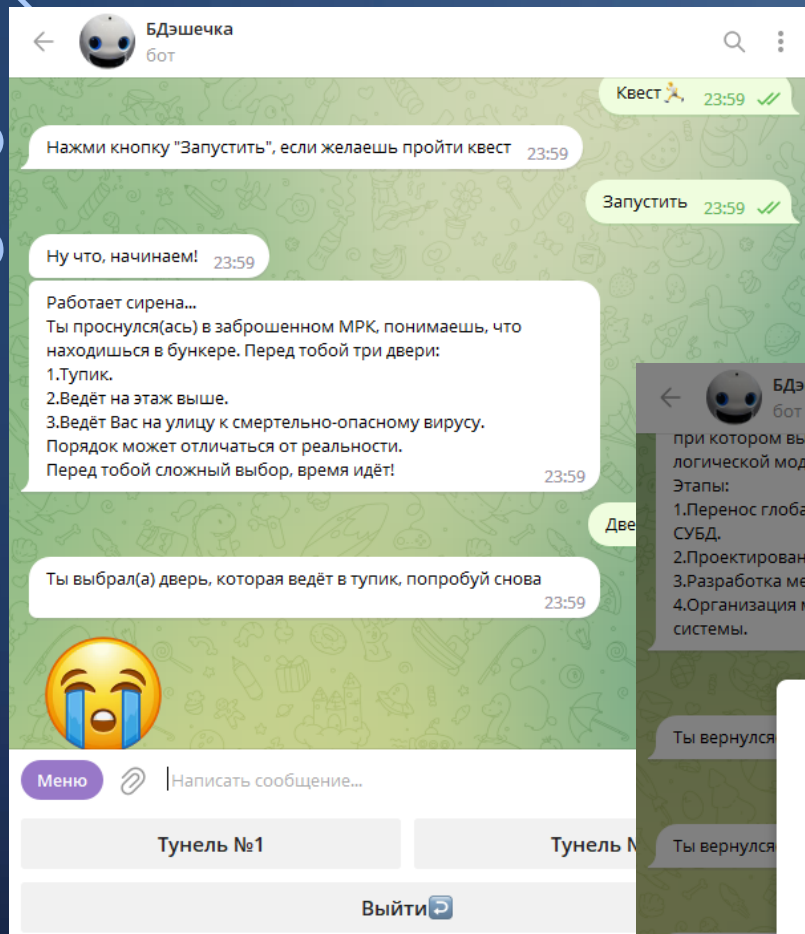 БДэшечка
бот
Квест🏃 23:59
Нажми кнопку "Запустить", если желаешь пройти квест 23:59
Запустить 23:59
Ну что, начинаем! 23:59
Работает сирена...
Ты проснулся(ась) в заброшенном МРК, понимаешь, что
находишься в бункере. Перед тобой три двери:
1.Тупик.
2.Ведёт на этаж выше.
3.Ведёт Вас на улицу к смертельно-опасному вирусу.
Порядок может отличаться от реальности.
Перед тобой сложный выбор, время идёт!
23:59
Ты выбрал(а) дверь, которая ведёт в тупик, попробуй снова
23:59
Меню
Написать сообщение...
Тунель №1
Тунель
Выйти
бот
при котором
логической
Этапы:
1.Перенос
СУБД.
2.
3.Разработка
4.Организация
системы.
Ты вернулся
Ты вернулся